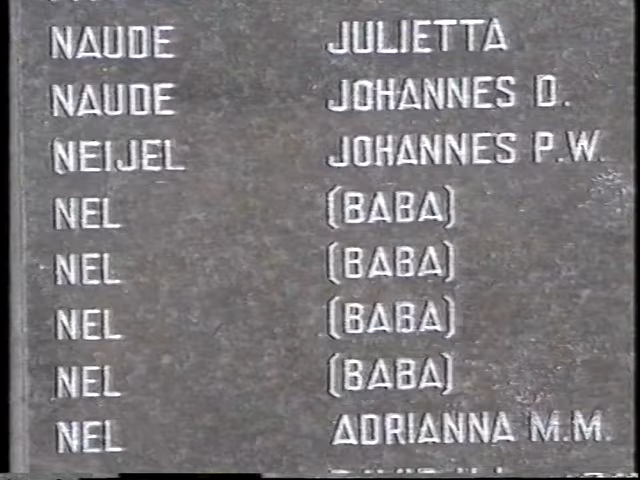 NAUDE JULIETTA
NAUDE JOHANNES D.
NEIJEL JOHANNES P.W.
NEL (BABA)
NEL (BABA)
NEL (BABA)
NEL (BABA)
NEL ADRIANNA M.M.